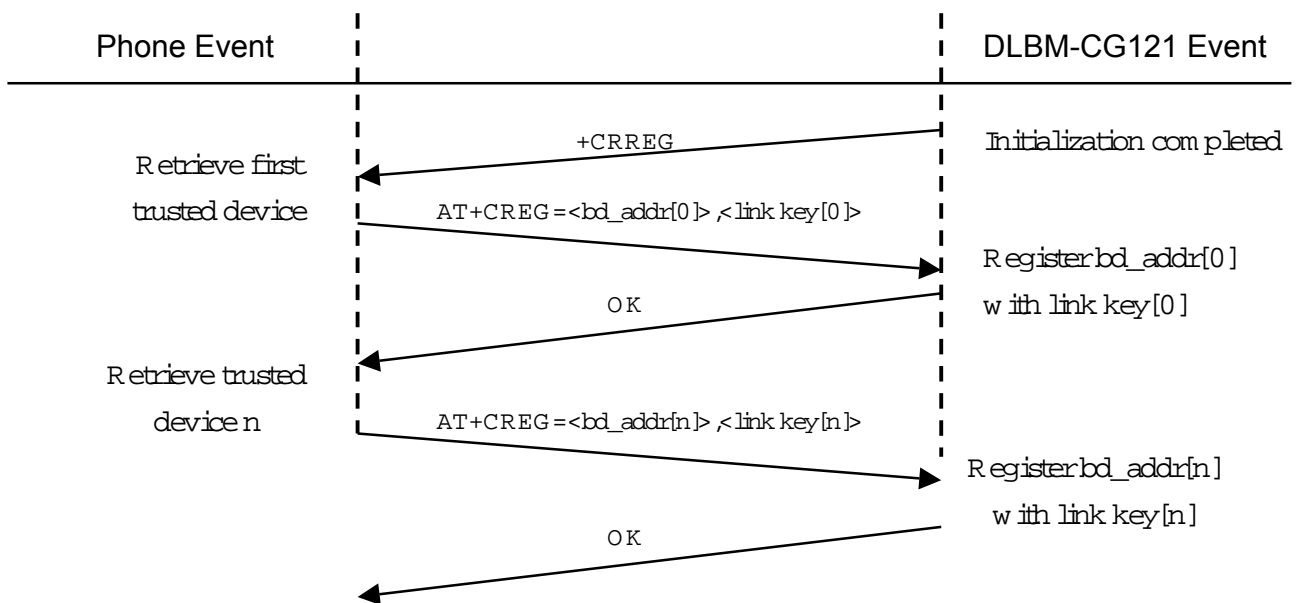 Phone Event
DLBM-CG121 Event
+CRREG
Initialization completed
Retrieve first
trusted device
AT+CREG=<bd_addr[0]>,<link key[0]>
Register bd_addr[0]
with link key[0]
OK
Retrieve trusted
device n
AT+CREG=<bd_addr[n]>,<link key[n]>
Register bd_addr[n]
with link key[n]
OK